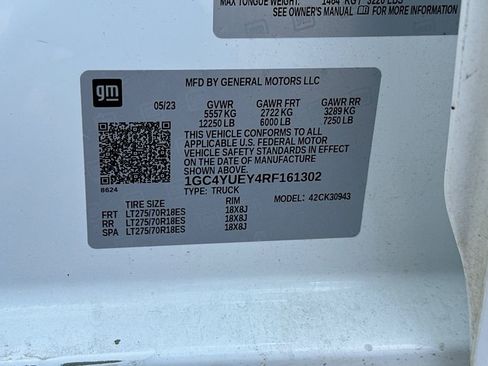 MAX TONGUE WEIGHT: 1464 KG / 3226 LBS
SEE OWNER'S MANUAL FOR MORE INFORMATION
gm
MFD BY GENERAL MOTORS LLC
05/23 GVWR GAWR FRT GAWR RR
5557 KG 2722 KG 3289 KG
12250 LB 6000 LB 7250 LB
THIS VEHICLE CONFORMS TO ALL
APPLICABLE U.S. FEDERAL MOTOR
VEHICLE SAFETY STANDARDS IN EFFECT
ON THE DATE OF MANUFACTURE
SHOWN ABOVE.
1GC4YUEY4RF161302
8624
TYPE: TRUCK MODEL: 42CK30943
TIRE SIZE RIM
FRT LT275/70R18ES 18X8J
RR LT275/70R18ES 18X8J
SPA LT275/70R18ES 18X8J